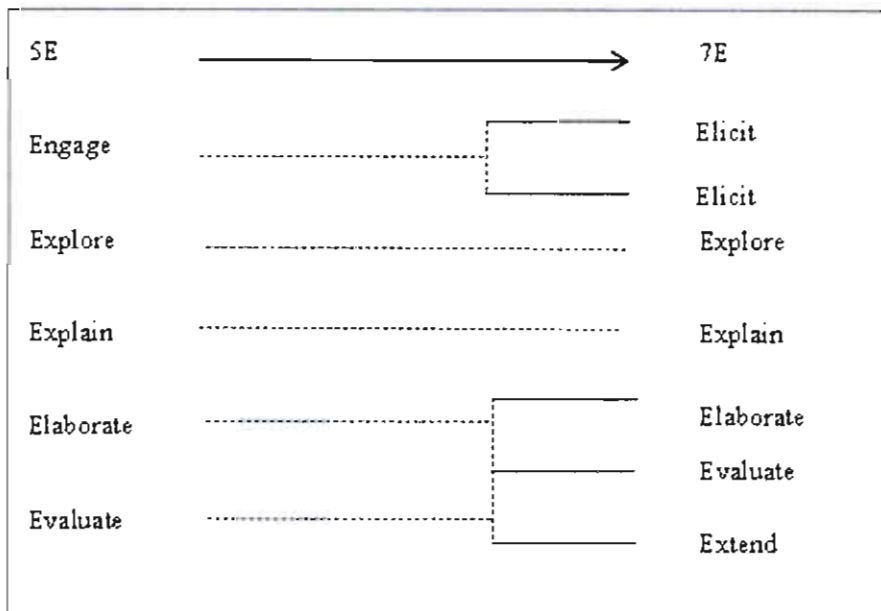 5E 7E
Engage Elicit
Elicit
Explore Explore
Explain Explain
Elaborate Elaborate
Evaluate
Evaluate
Extend